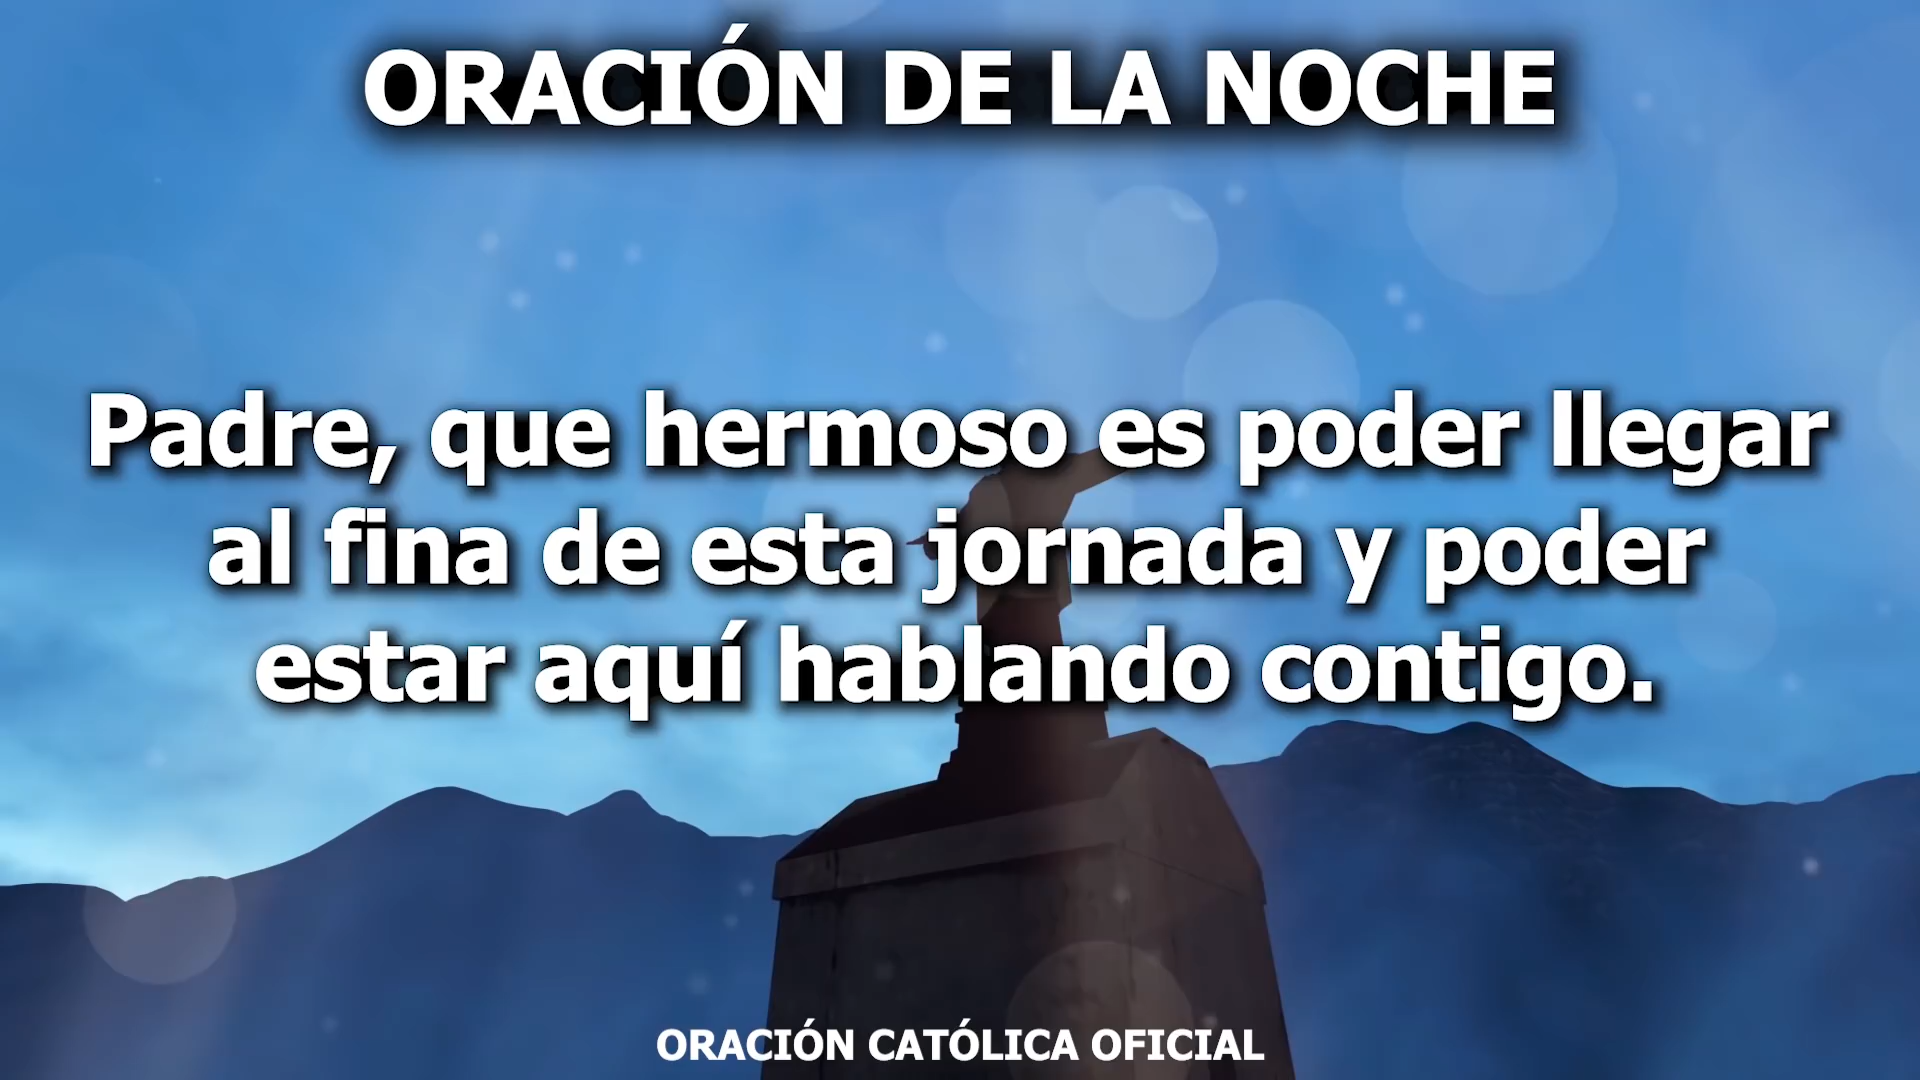 ORACIÓN DE LA NOCHE
Padre, que hermoso es poder llegar
al fina de esta jornada y poder
estar aquí hablando contigo.
ORACIÓN CATÓLICA OFICIAL